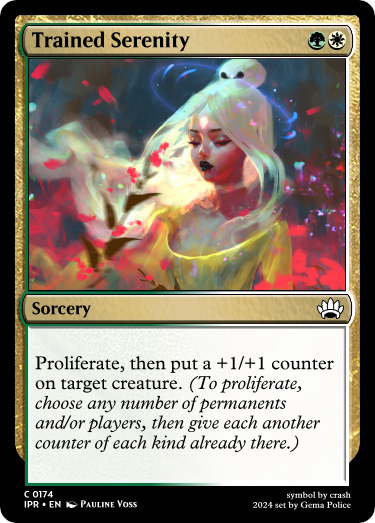 Trained Serenity
Sorcery
Proliferate, then put a +1/+1 counter
on target creature. (To proliferate,
choose any number of permanents
and/or players, then give each another
counter of each kind already there.)
C 0174
IPR • EN Pauline Voss
symbol by crash
2024 set by Gema Police